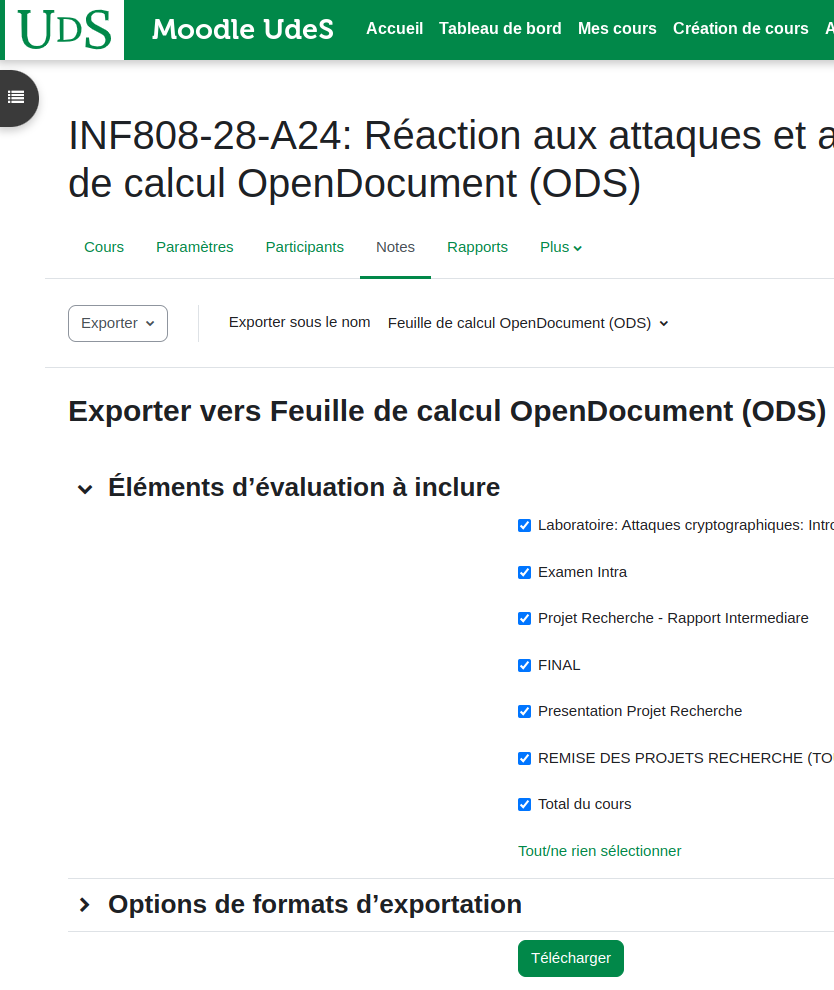 UDS Moodle UdeS Accueil Tableau de bord Mes cours Création de cours A
INF808-28-A24: Réaction aux attaques et a
de calcul OpenDocument (ODS)
Cours Paramètres Participants Notes Rapports Plus
Exporter Exporter sous le nom Feuille de calcul OpenDocument (ODS)
Exporter vers Feuille de calcul OpenDocument (ODS)
Éléments d’évaluation à inclure
Laboratoire: Attaques cryptographiques: Intro
Examen Intra
Projet Recherche - Rapport Intermediare
FINAL
Presentation Projet Recherche
REMISE DES PROJETS RECHERCHE (TOU
Total du cours
Tout/ne rien sélectionner
Options de formats d’exportation
Télécharger